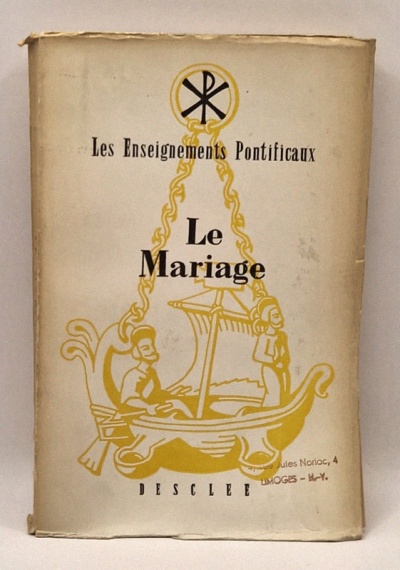 Les Enseignements Pontificaux
Le
Mariage
DESCLEE
Jules Noriac, 4
LIMOGES - H.-V.